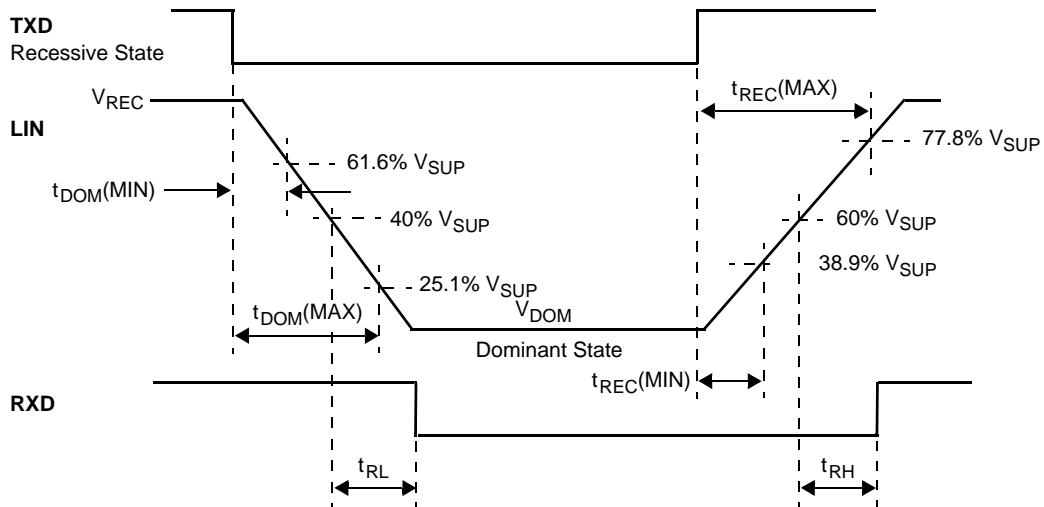 TXD
Recessive State
VREC
tREC(MAX)
LIN
77.8% VSUP
61.6% VSUP
tDOM(MIN)
40% VSUP
60% VSUP
38.9% VSUP
25.1% VSUP
VDOM
tDOM(MAX)
Dominant State
tREC(MIN)
RXD
tRL
tRH